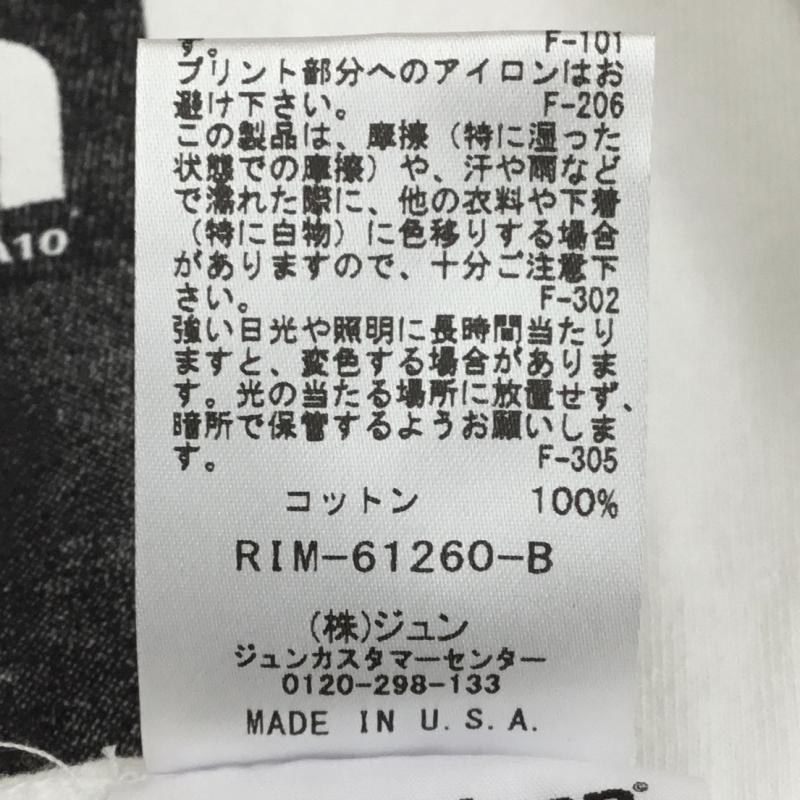 す。 F-101
プリント部分へのアイロンはお
避け下さい。 F-206
この製品は、摩擦（特に湿った
状態での摩擦）や、汗や雨など
で濡れた際に、他の衣料や下着
（特に白物）に色移りする場合
がありますので、十分ご注意下
さい。 F-302
強い日光や照明に長時間当たり
ますと、変色する場合がありま
す。光の当たる場所に放置せず、
暗所で保管するようお願いしま
す。 F-305
コットン 100%
RIM-61260-B
(株)ジュン
ジュンカスタマーセンター
0120-298-133
MADE IN U.S.A.
A10